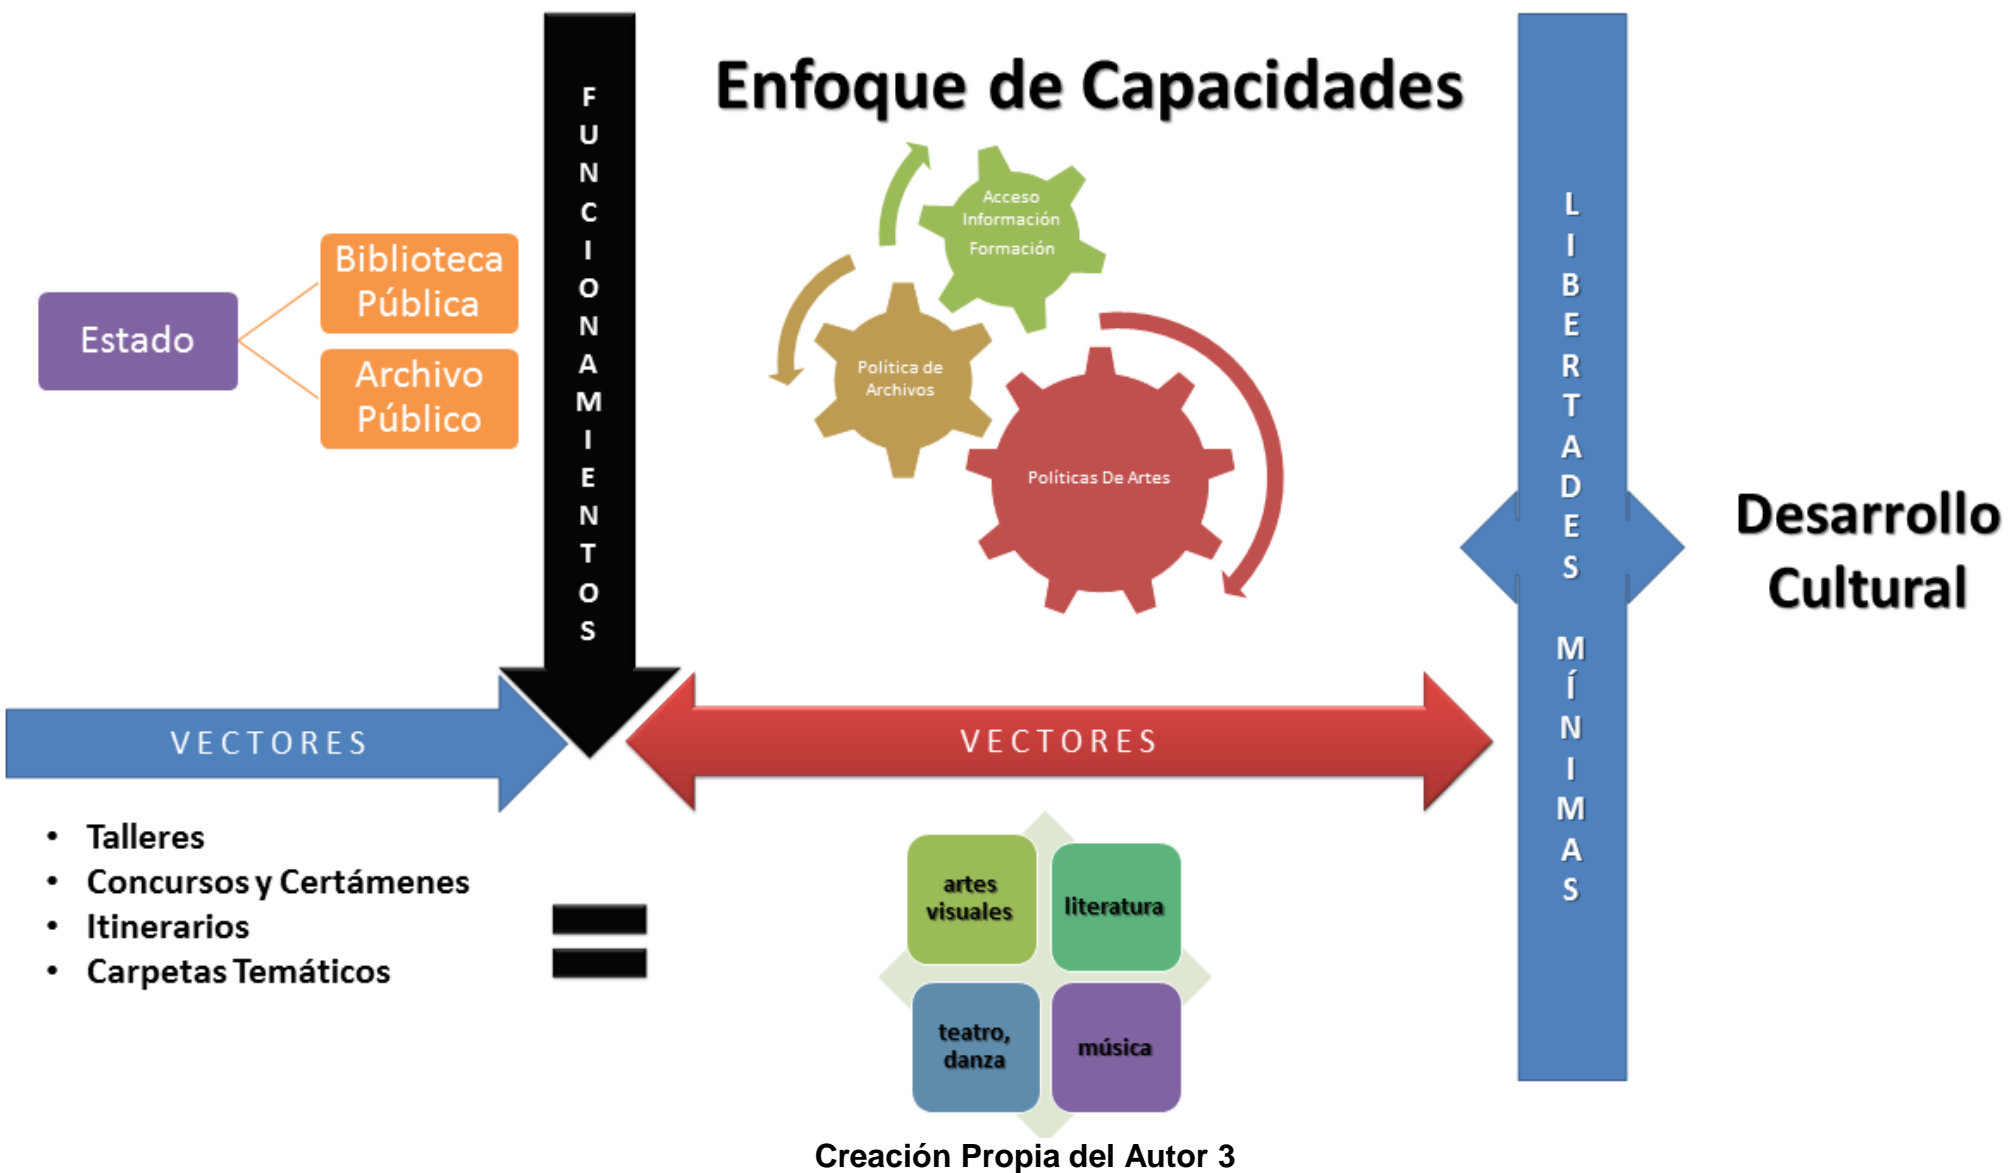 Enfoque de Capacidades
Estado
Biblioteca
Pública
Archivo
Público
FUNCIONAMIENTOS
Acceso
Información
Formación
Política de
Archivos
Políticas De Artes
LIBERTADES MÍNIMAS
Desarrollo
Cultural
VECTORES
VECTORES
• Talleres
• Concursos y Certámenes
• Itinerarios
• Carpetas Temáticos
artes
visuales
literatura
teatro,
danza
música
Creación Propia del Autor 3